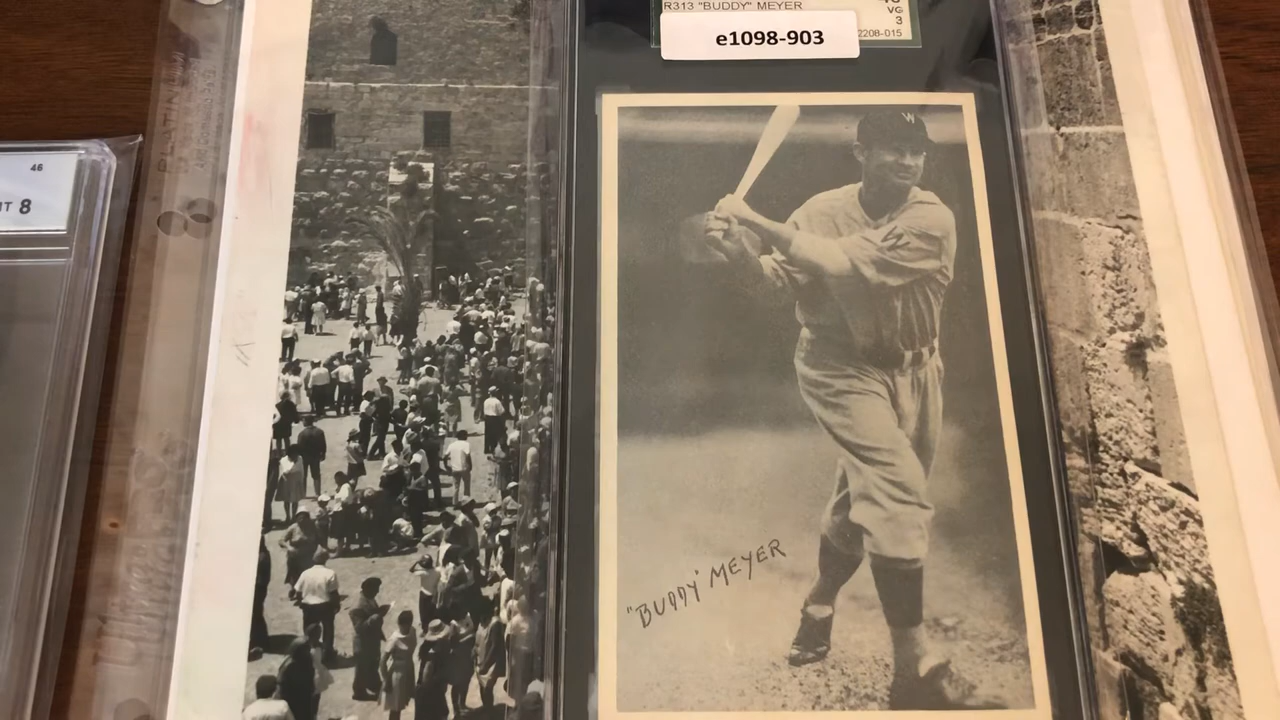 46
8
R313 "BUDDY" MEYER
VG
3
2208-015
e1098-903
W
W
"BUDDY" MEYER